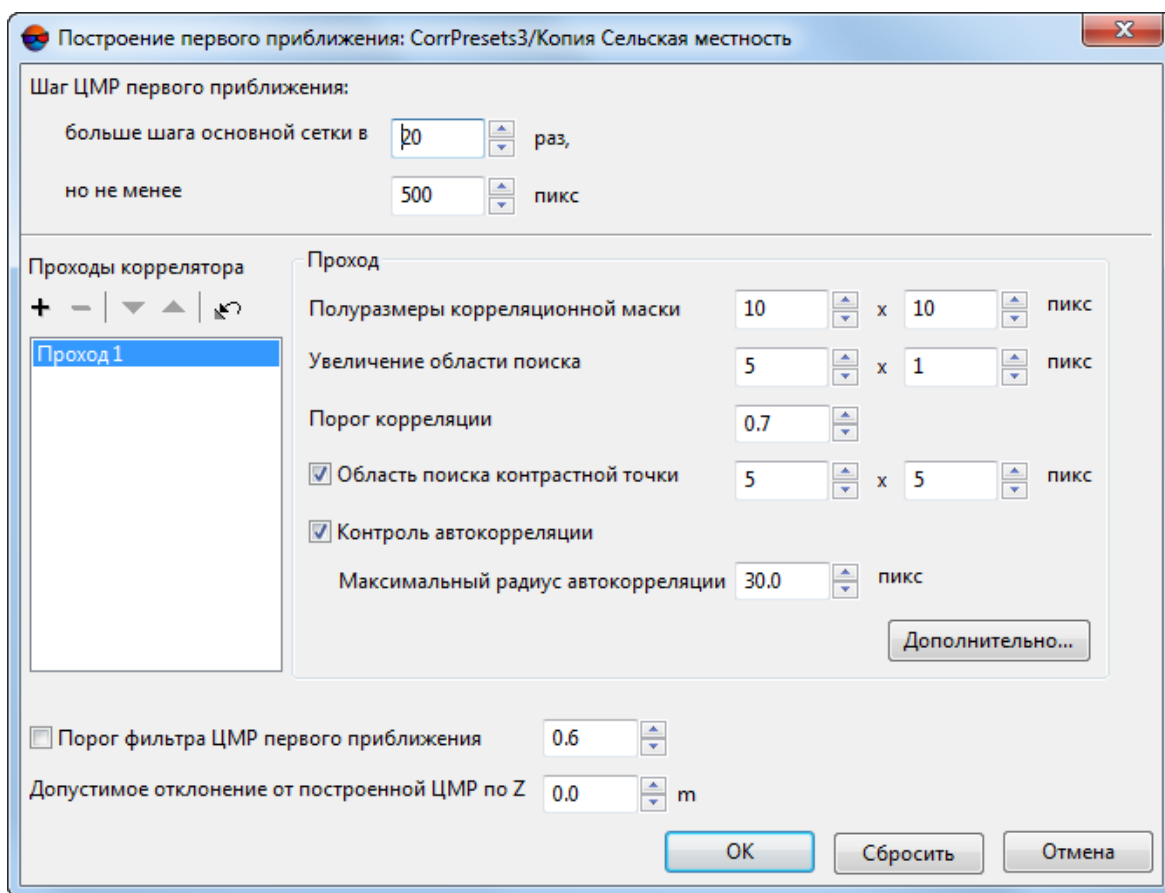 Построение первого приближения: CorrPresets3/Копия Сельская местность
Шаг ЦМР первого приближения:
больше шага основной сетки в 20 раз,
но не менее 500 пикс
Проходы коррелятора
Проход 1
Проход
Полуразмеры корреляционной маски 10 x 10 пикс
Увеличение области поиска 5 x 1 пикс
Порог корреляции 0.7
Область поиска контрастной точки 5 x 5 пикс
Контроль автокорреляции
Максимальный радиус автокорреляции 30.0 пикс
Дополнительно...
Порог фильтра ЦМР первого приближения 0.6
Допустимое отклонение от построенной ЦМР по Z 0.0 m
OK Сбросить Отмена